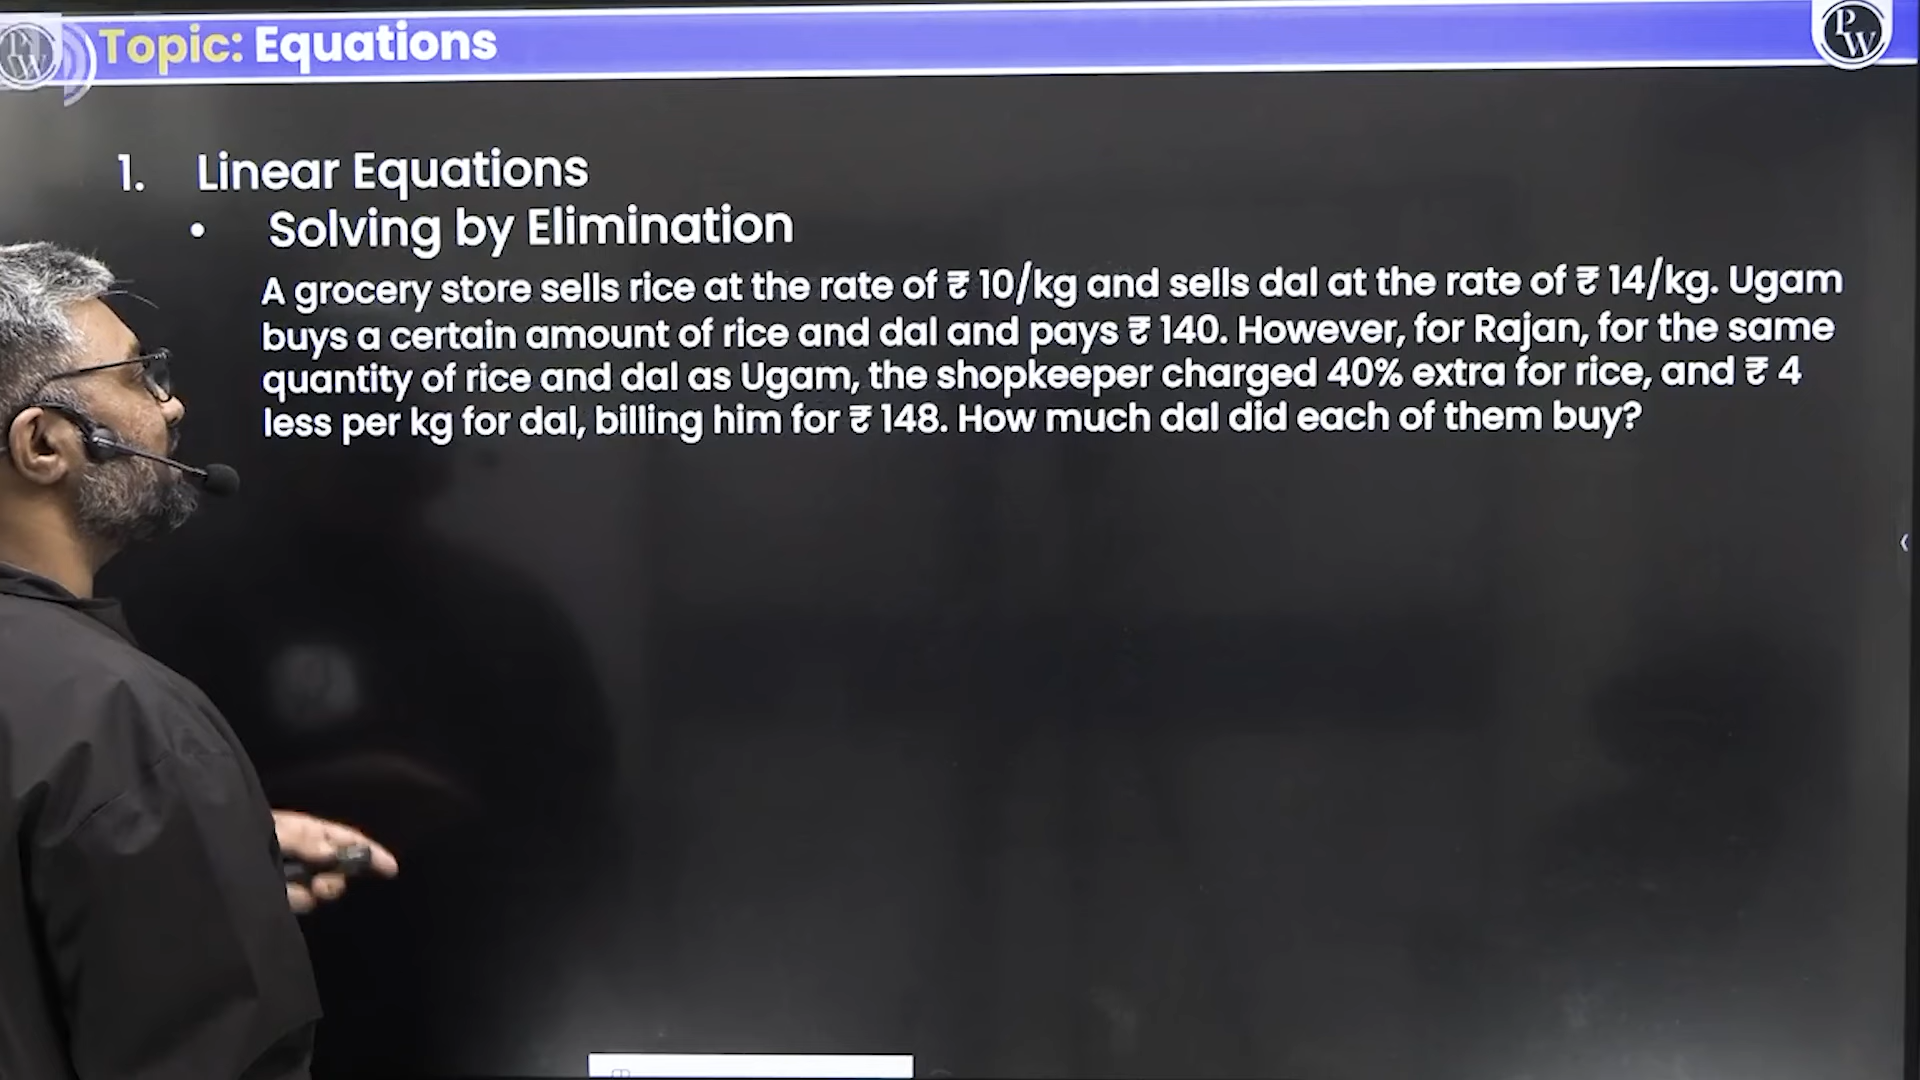 Topic: Equations
PW
PW
1. Linear Equations
• Solving by Elimination
A grocery store sells rice at the rate of ₹ 10/kg and sells dal at the rate of ₹ 14/kg. Ugam
buys a certain amount of rice and dal and pays ₹ 140. However, for Rajan, for the same
quantity of rice and dal as Ugam, the shopkeeper charged 40% extra for rice, and ₹ 4
less per kg for dal, billing him for ₹ 148. How much dal did each of them buy?